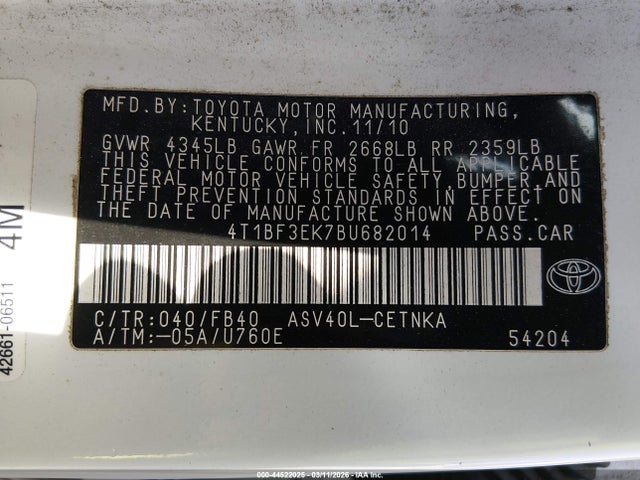 MFD.BY:TOYOTA MOTOR MANUFACTURING,
KENTUCKY,INC.11/10
GVWR 4345LB GAWR FR 2668LB RR 2359LB
THIS VEHICLE CONFORMS TO ALL APPLICABLE
FEDERAL MOTOR VEHICLE SAFETY,BUMPER,AND
THEFT PREVENTION STANDARDS IN EFFECT ON
THE DATE OF MANUFACTURE SHOWN ABOVE.
4T1BF3EK7BU682014 PASS.CAR
C/TR:040/FB40 ASV40L-CETNKA
A/TM:-05A/U760E 54204
42661-06511 4M
000-44522025 - 03/11/2026 - IAA Inc.